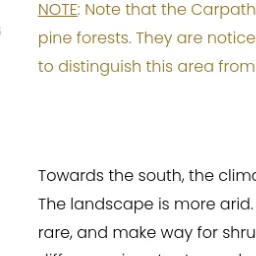 NOTE: Note that the Carpath
pine forests. They are notice
to distinguish this area from
Towards the south, the clima
The landscape is more arid.
rare, and make way for shru